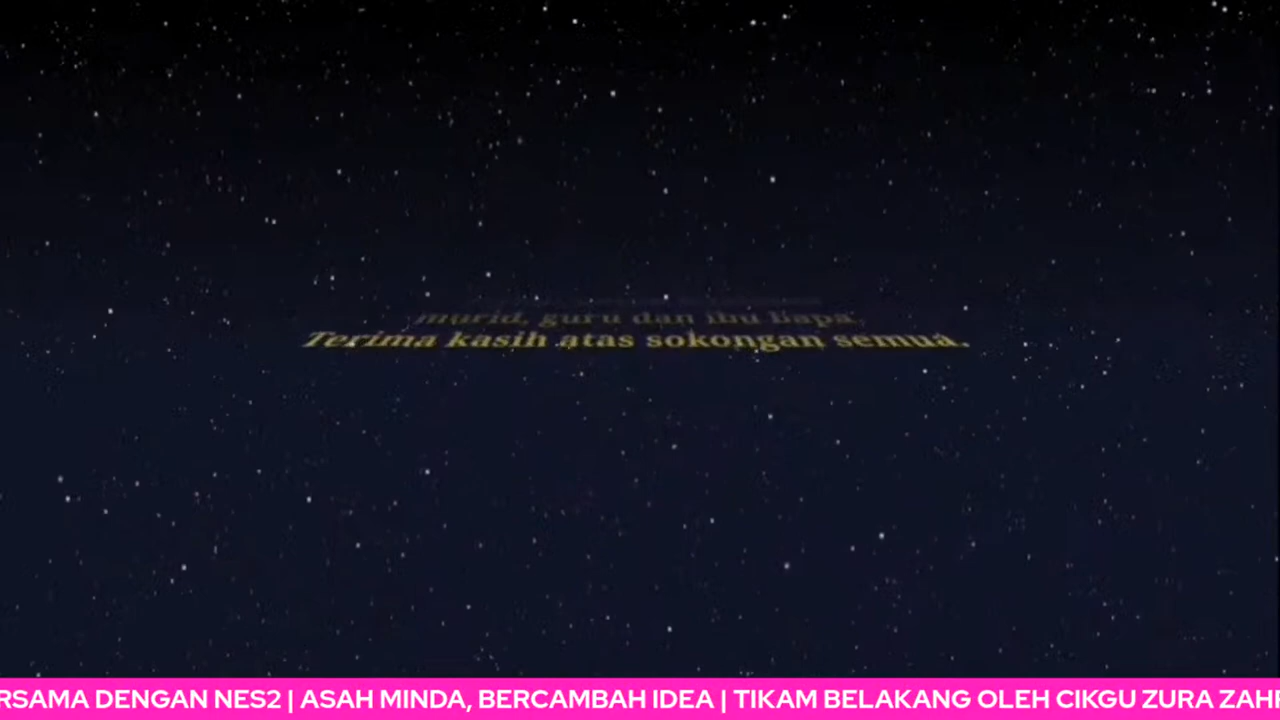 murid, guru dan ibu bapa.
Terima kasih atas sokongan semua.
RSAMA DENGAN NES2 | ASAH MINDA, BERCAMBAH IDEA | TIKAM BELAKANG OLEH CIKGU ZURA ZAH